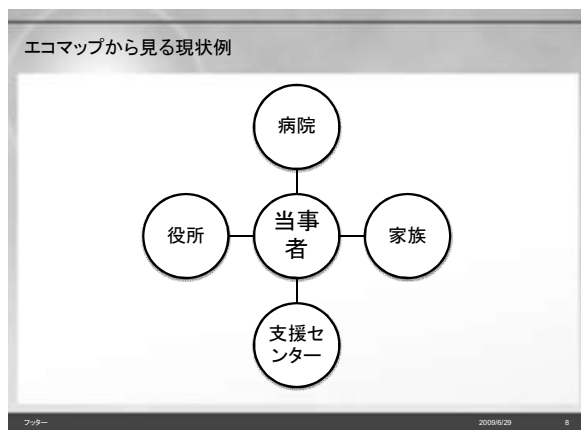 エコマップから見る現状例
病院
役所
当事
者
家族
支援セ
ンター
フッター
2009/6/29
8